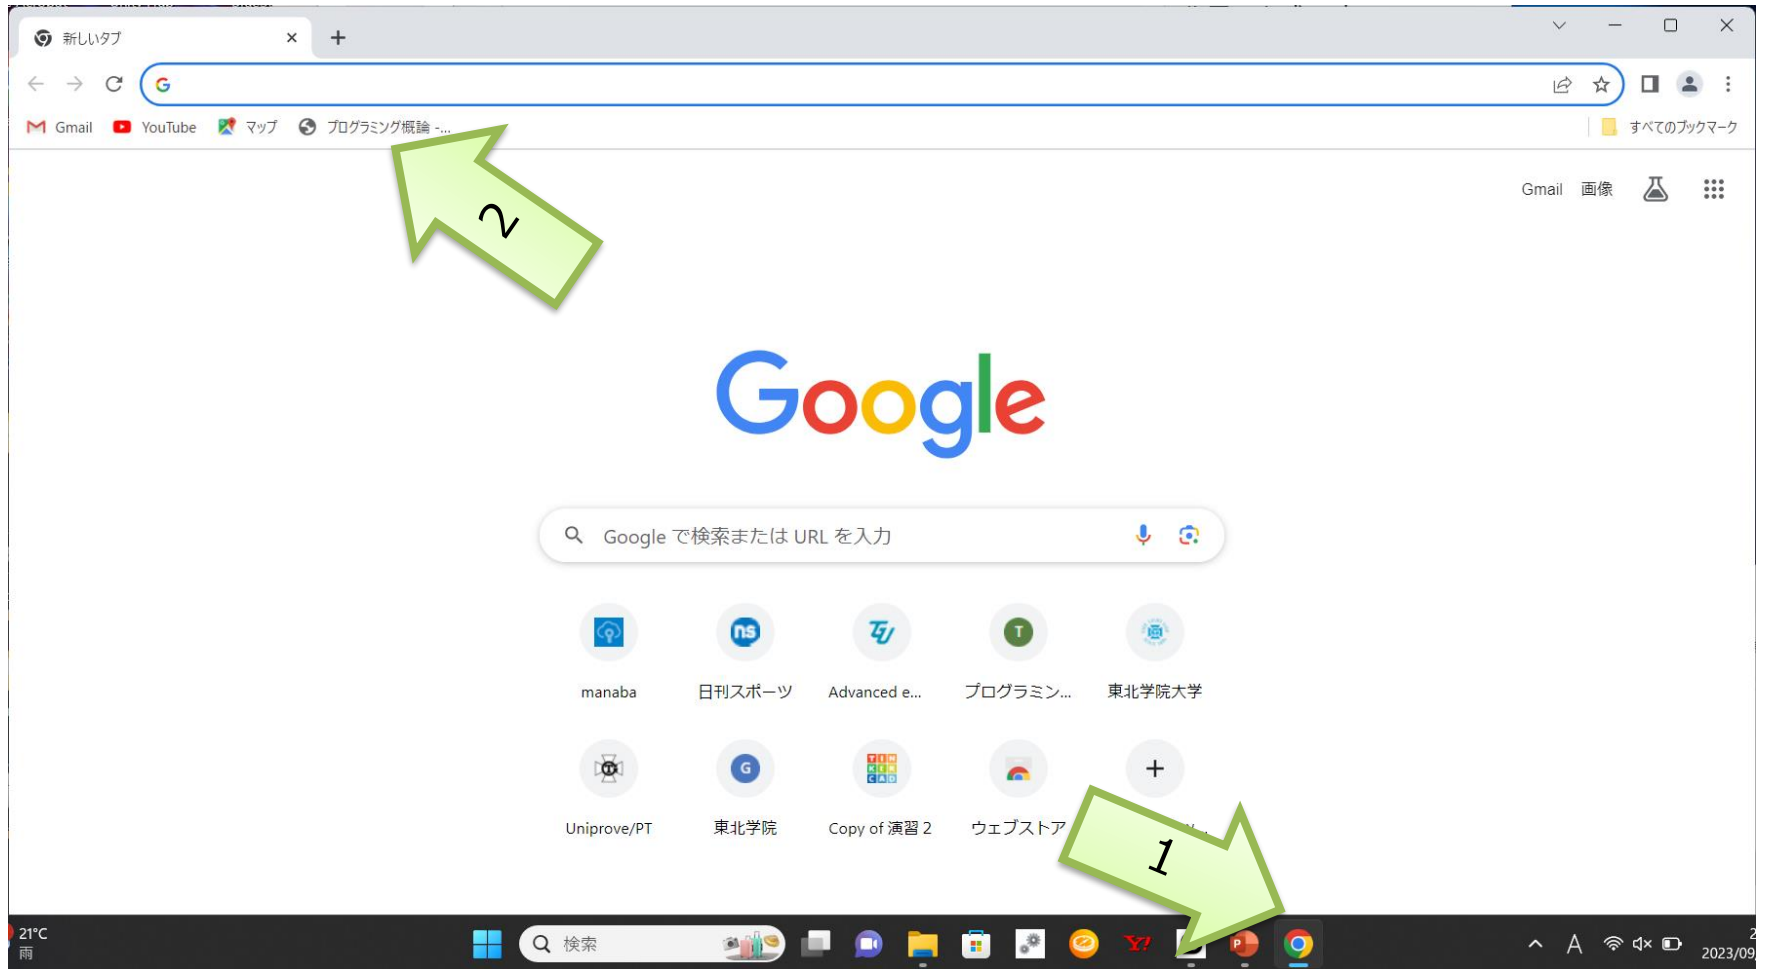 新しいタブ
Gmail YouTube マップ プログラミング概論 -... すべてのブックマーク
Gmail 画像
2
Google
Google で検索または URL を入力
manaba 日刊スポーツ Advanced e... プログラミン... 東北学院大学
Uniprove/PT 東北学院 Copy of 演習 2 ウェブストア
1
21°C
雨
検索
A
2023/09